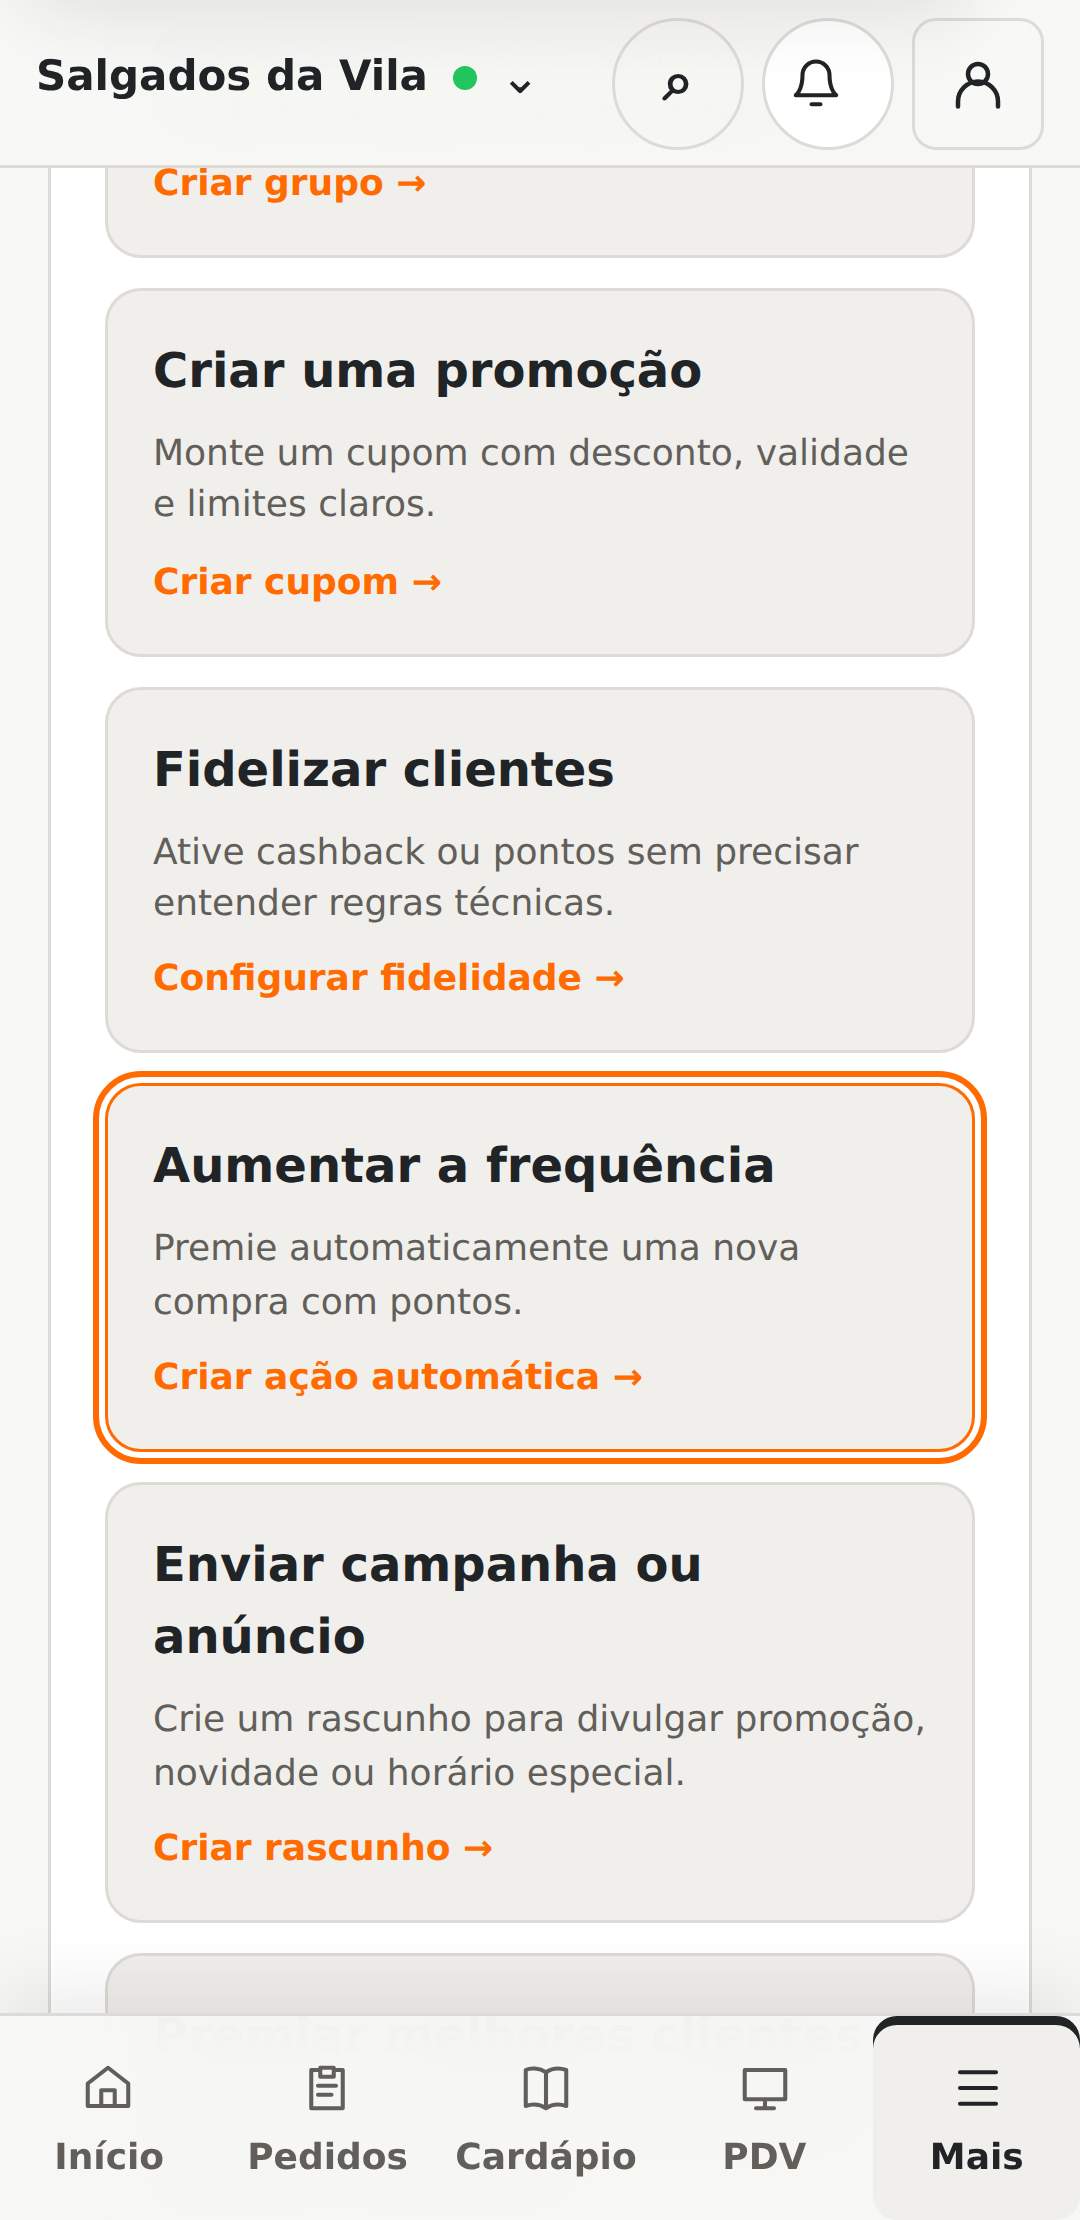 Salgados da Vila
Criar grupo →
Criar uma promoção
Monte um cupom com desconto, validade
e limites claros.
Criar cupom →
Fidelizar clientes
Ative cashback ou pontos sem precisar
entender regras técnicas.
Configurar fidelidade →
Aumentar a frequência
Premie automaticamente uma nova
compra com pontos.
Criar ação automática →
Enviar campanha ou
anúncio
Crie um rascunho para divulgar promoção,
novidade ou horário especial.
Criar rascunho →
Premiar melhores clientes
Início
Pedidos
Cardápio
PDV
Mais